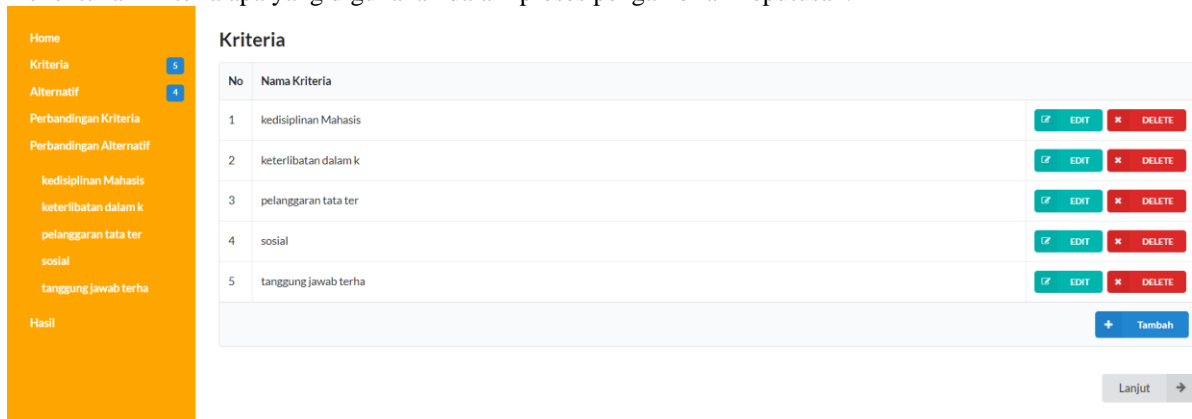 Home
Kriteria 5
Alternatif 4
Perbandingan Kriteria
Perbandingan Alternatif
kedisiplinan Mahasis
keterlibatan dalam k
pelanggaran tata ter
sosial
tanggung jawab terha
Hasil
Kriteria
No Nama Kriteria
1 kedisiplinan Mahasis EDIT DELETE
2 keterlibatan dalam k EDIT DELETE
3 pelanggaran tata ter EDIT DELETE
4 sosial EDIT DELETE
5 tanggung jawab terha EDIT DELETE
Tambah
Lanjut